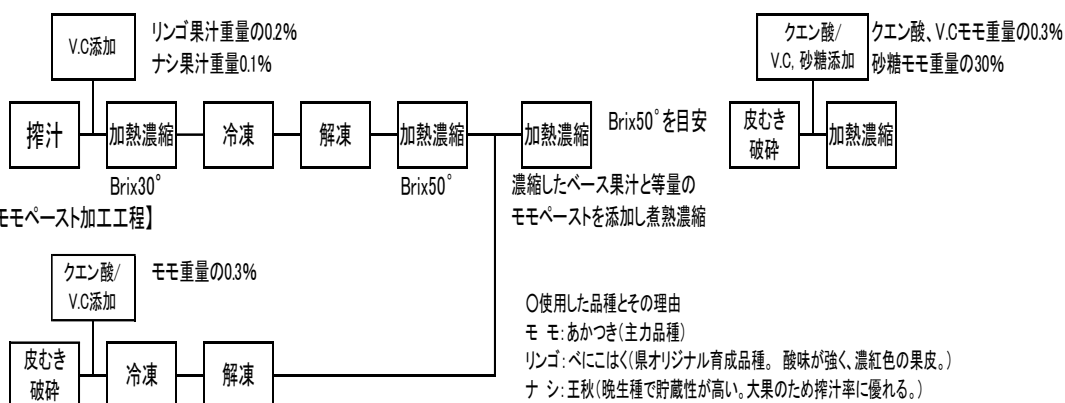 V.C添加
リンゴ果汁重量の0.2%
ナシ果汁重量0.1%
搾汁
加熱濃縮
冷凍
解凍
加熱濃縮
加熱濃縮
Brix50°を目安
Brix30°
Brix50°
濃縮したベース果汁と等量の
モモペーストを添加し煮熟濃縮
クエン酸/
V.C, 砂糖添加
クエン酸、V.Cモモ重量の0.3%
砂糖モモ重量の30%
皮むき
破砕
加熱濃縮
モモペースト加工工程】
クエン酸/
V.C添加
モモ重量の0.3%
皮むき
破砕
冷凍
解凍
○使用した品種とその理由
モ モ:あかつき(主力品種)
リンゴ:べにこはく(県オリジナル育成品種。 酸味が強く、濃紅色の果皮。)
ナ シ:王秋(晩生種で貯蔵性が高い。大果のため搾汁率に優れる。)